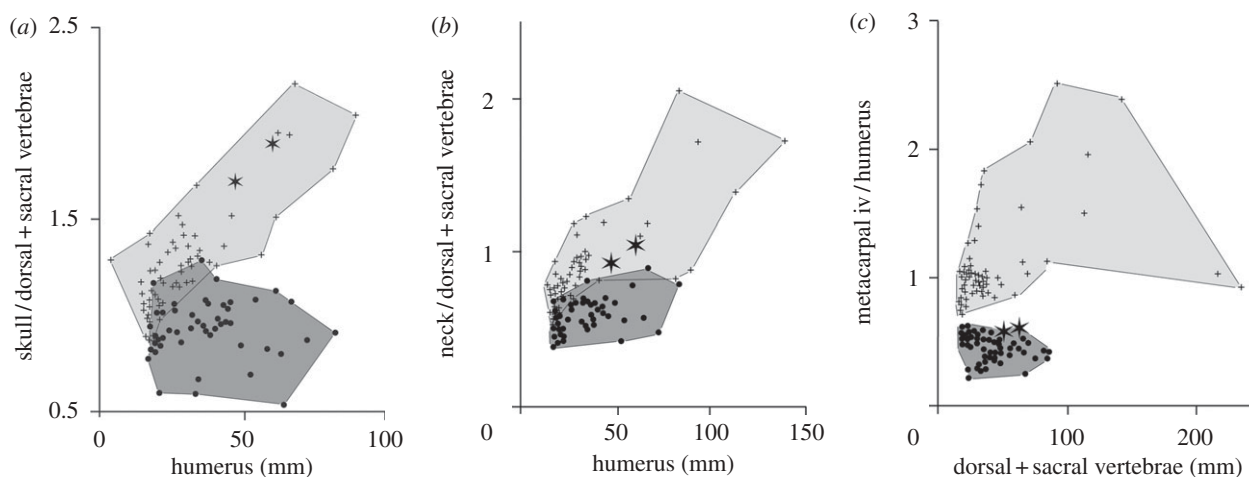 (a)
2.5
1.5
0.5
skull / dorsal + sacral vertebrae
0
50
100
humerus (mm)
(b)
2
1
0
neck / dorsal + sacral vertebrae
50
100
150
humerus (mm)
(c)
3
2
1
0
metacarpal iv / humerus
100
200
dorsal + sacral vertebrae (mm)